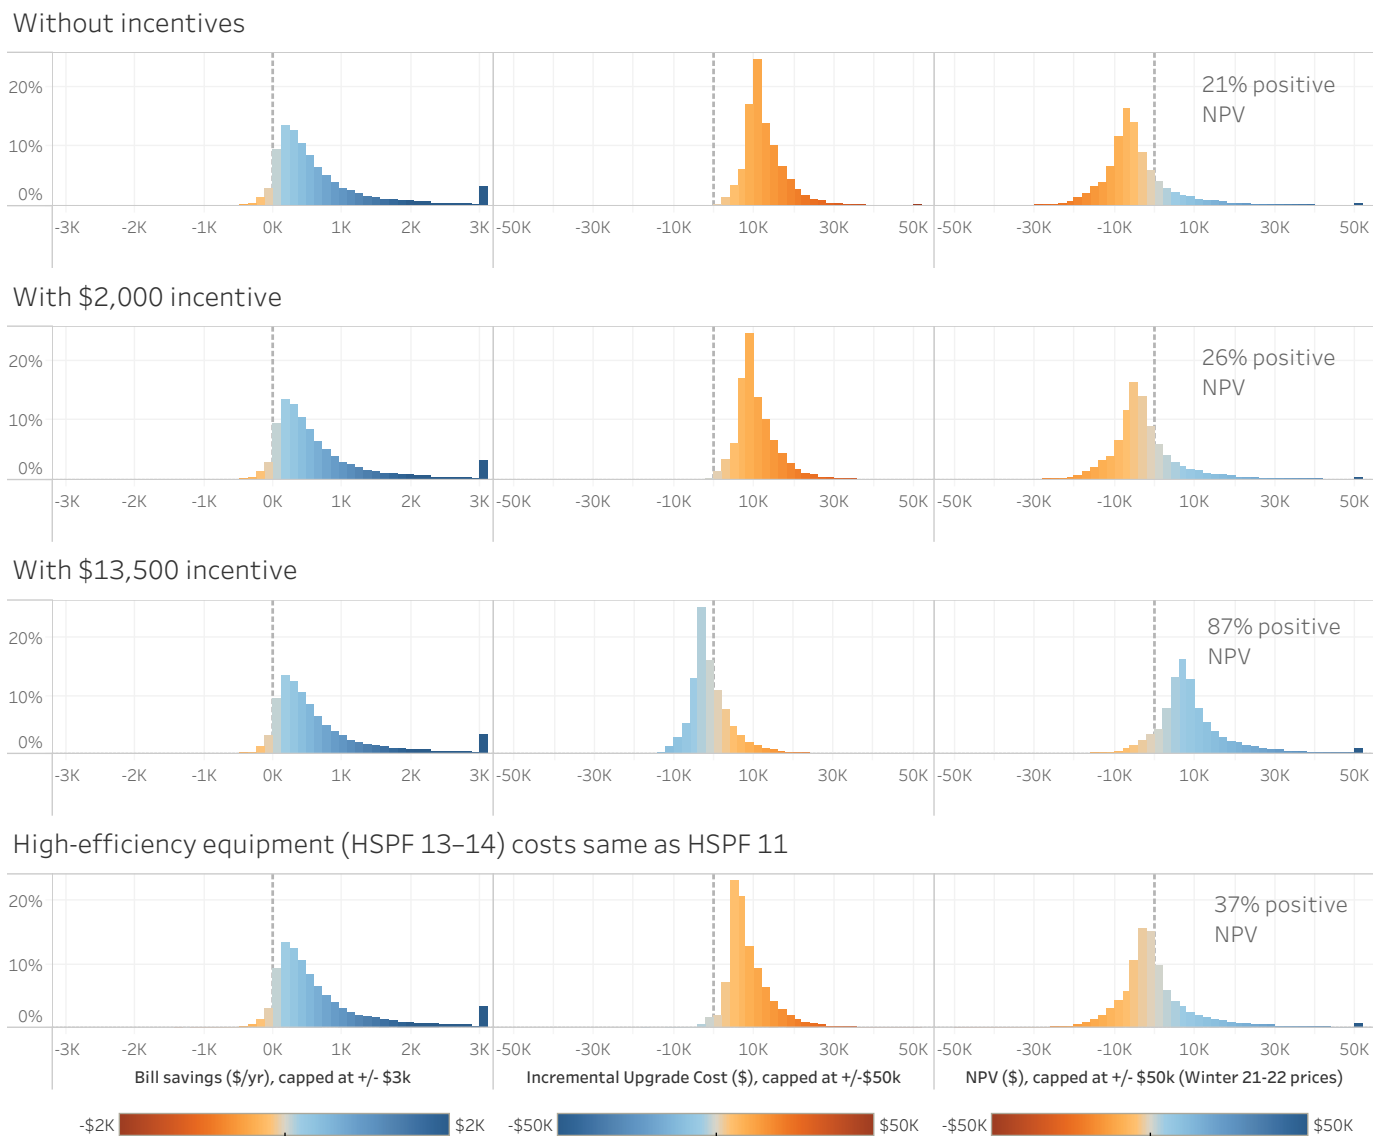 Without incentives
20%
10%
0%
21% positive
NPV
-3K -2K -1K 0K 1K 2K 3K -50K -30K -10K 10K 30K 50K -50K -30K -10K 10K 30K 50K
With $2,000 incentive
20%
10%
0%
26% positive
NPV
-3K -2K -1K 0K 1K 2K 3K -50K -30K -10K 10K 30K 50K -50K -30K -10K 10K 30K 50K
With $13,500 incentive
20%
10%
0%
87% positive
NPV
-3K -2K -1K 0K 1K 2K 3K -50K -30K -10K 10K 30K 50K -50K -30K -10K 10K 30K 50K
High-efficiency equipment (HSPF 13–14) costs same as HSPF 11
20%
10%
0%
37% positive
NPV
-3K -2K -1K 0K 1K 2K 3K -50K -30K -10K 10K 30K 50K -50K -30K -10K 10K 30K 50K
Bill savings ($/yr), capped at +/- $3k Incremental Upgrade Cost ($), capped at +/-$50k NPV ($), capped at +/- $50k (Winter 21-22 prices)
-$2K $2K -$50K $50K -$50K $50K